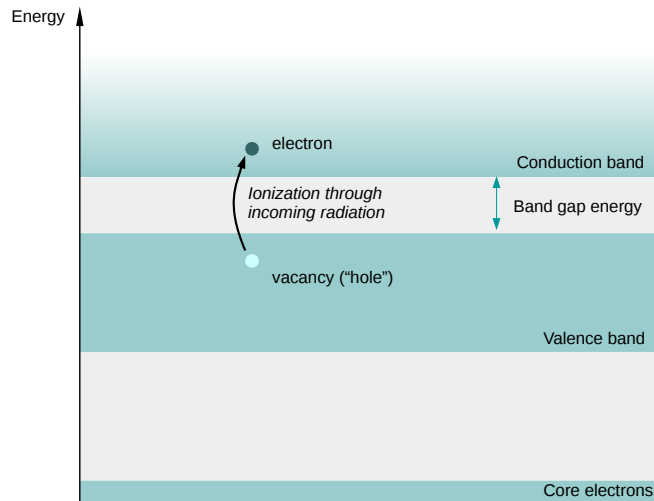 Energy
electron
Conduction band
Ionization through
incoming radiation
Band gap energy
vacancy (“hole”)
Valence band
Core electrons